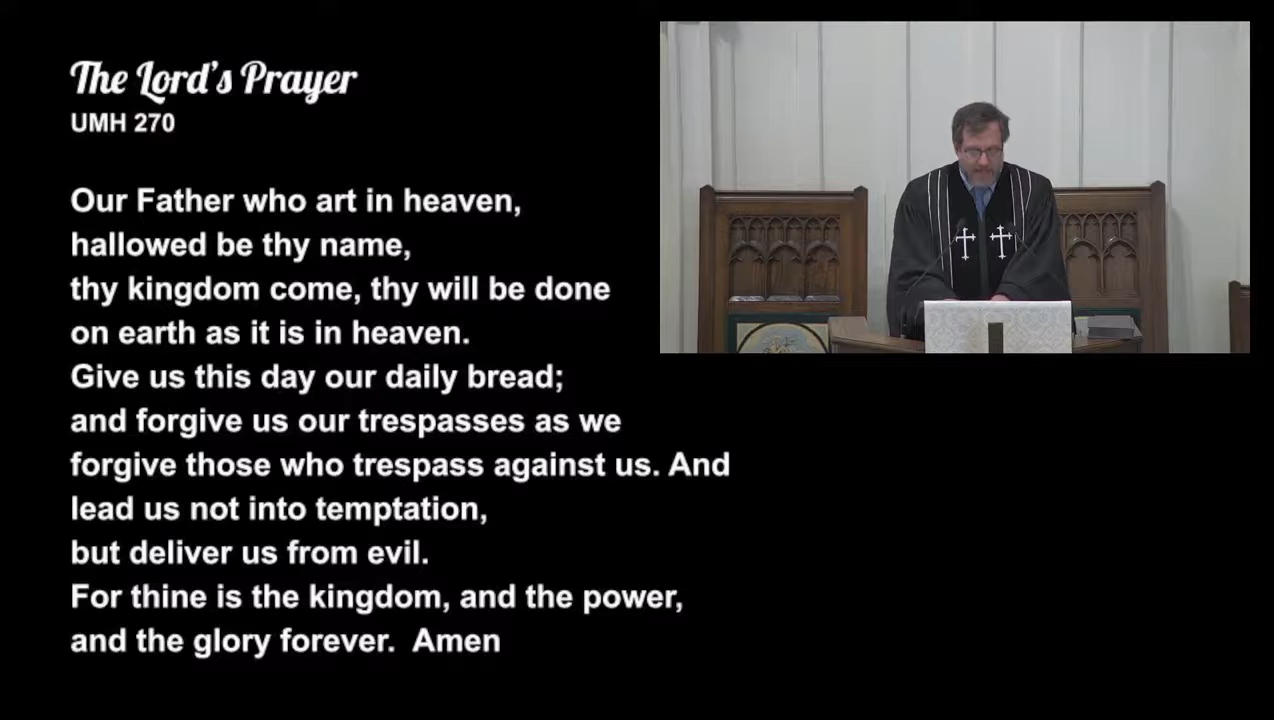 The Lord's Prayer
UMH 270
Our Father who art in heaven,
hallowed be thy name,
thy kingdom come, thy will be done
on earth as it is in heaven.
Give us this day our daily bread;
and forgive us our trespasses as we
forgive those who trespass against us. And
lead us not into temptation,
but deliver us from evil.
For thine is the kingdom, and the power,
and the glory forever.  Amen